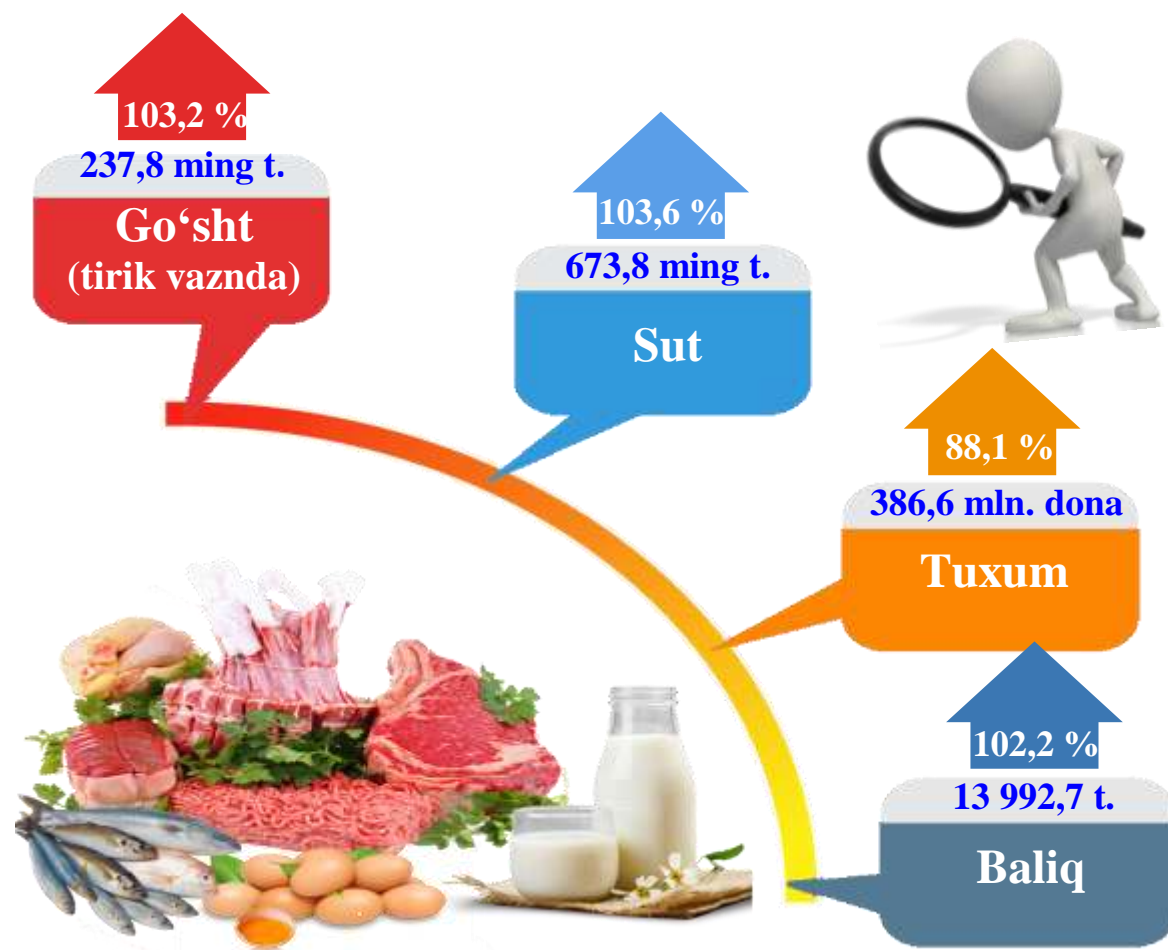 103,2 %
237,8 ming t.
Go‘sht
(tirik vaznda)
103,6 %
673,8 ming t.
Sut
88,1 %
386,6 mln. dona
Tuxum
102,2 %
13 992,7 t.
Baliq